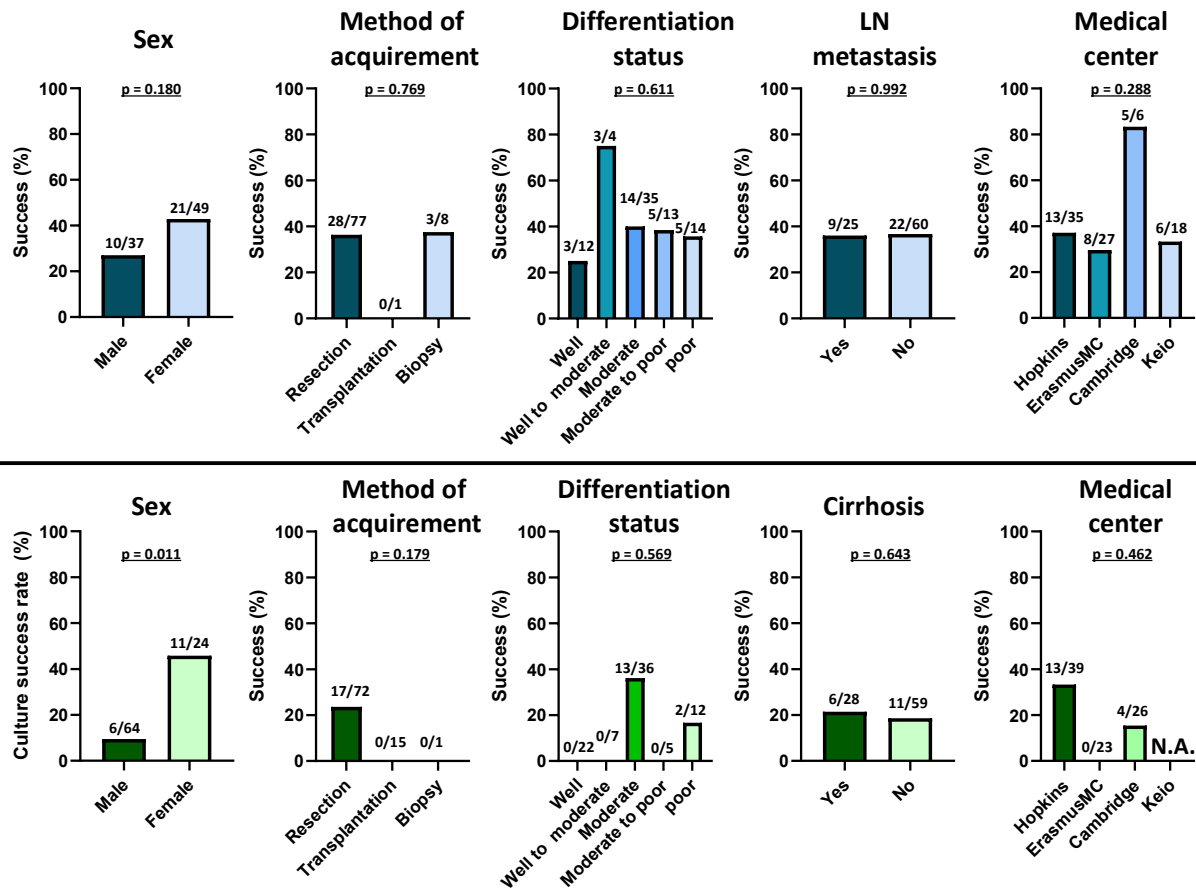 Sex
p = 0.180
Success (%)
100
80
60
40
20
0
10/37
21/49
Male
Female
Method of
acquirement
p = 0.769
Success (%)
100
80
60
40
20
0
28/77
0/1
3/8
Resection
Transplantation
Biopsy
Differentiation
status
p = 0.611
Success (%)
100
80
60
40
20
0
3/12
3/4
14/35
5/13
5/14
Well
Well to moderate
Moderate
Moderate to poor
poor
LN
metastasis
p = 0.992
Success (%)
100
80
60
40
20
0
9/25
22/60
Yes
No
Medical
center
p = 0.288
Success (%)
100
80
60
40
20
0
13/35
8/27
5/6
6/18
Hopkins
ErasmusMC
Cambridge
Keio
Sex
p = 0.011
Culture success rate (%)
100
80
60
40
20
0
6/64
11/24
Male
Female
Method of
acquirement
p = 0.179
Success (%)
100
80
60
40
20
0
17/72
0/15
0/1
Resection
Transplantation
Biopsy
Differentiation
status
p = 0.569
Success (%)
100
80
60
40
20
0
0/22
0/7
13/36
0/5
2/12
Well
Well to moderate
Moderate
Moderate to poor
poor
Cirrhosis
p = 0.643
Success (%)
100
80
60
40
20
0
6/28
11/59
Yes
No
Medical
center
p = 0.462
Success (%)
100
80
60
40
20
0
13/39
0/23
4/26
N.A.
Hopkins
ErasmusMC
Cambridge
Keio